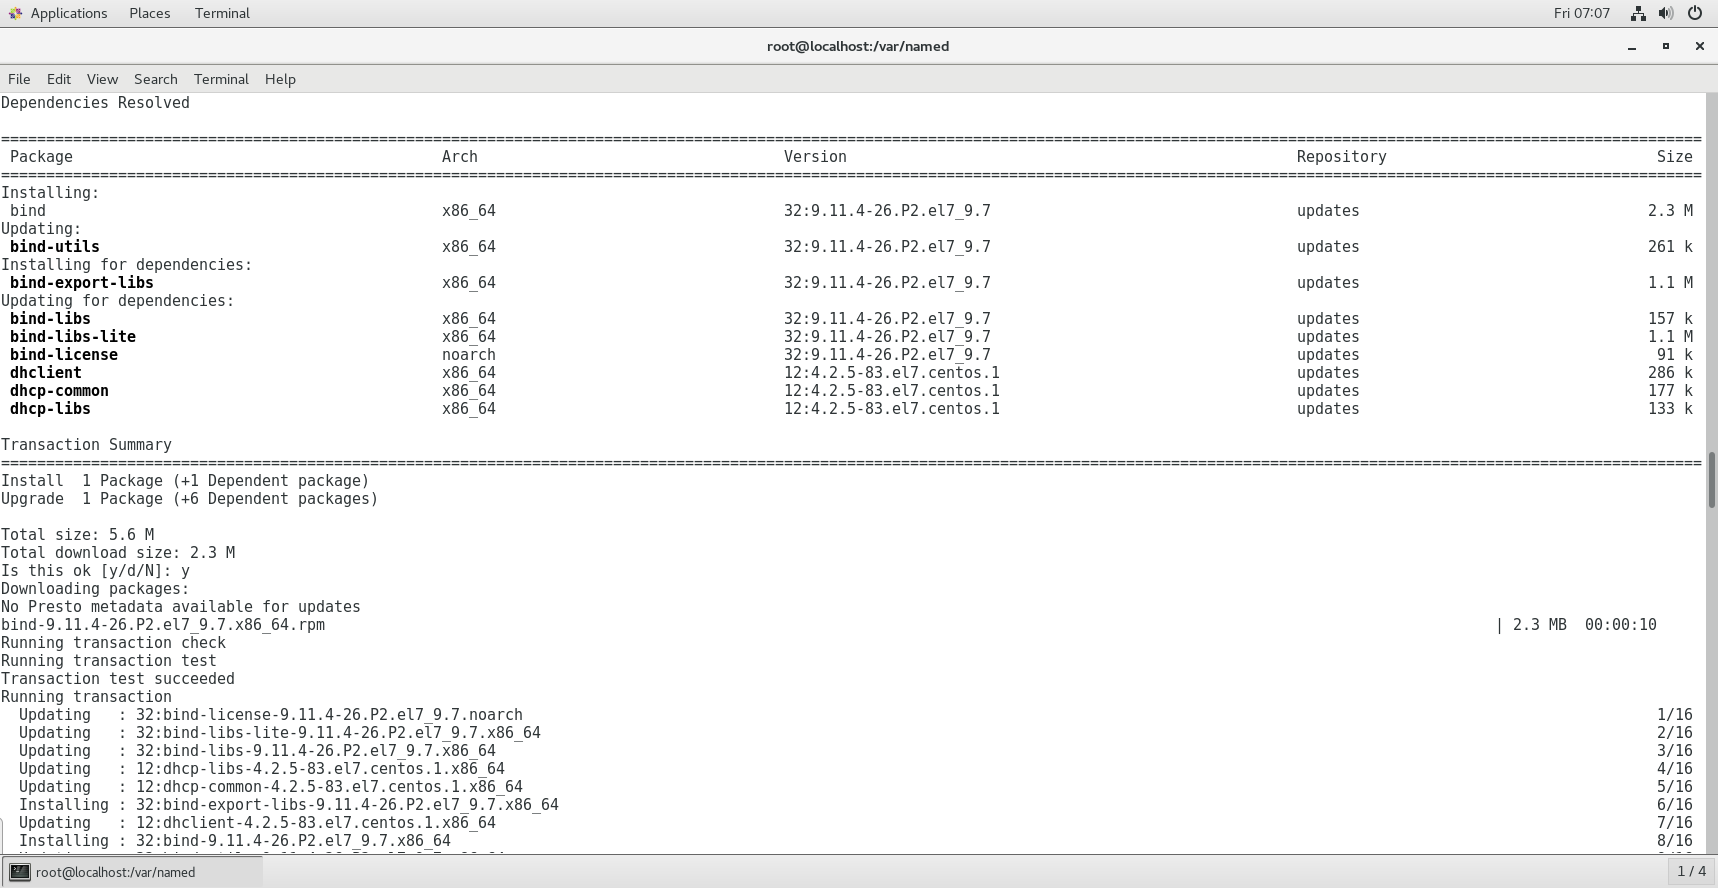 Applications Places Terminal Fri 07:07
root@localhost:/var/named
File Edit View Search Terminal Help
Dependencies Resolved
================================================================================================================================================================================================
Package Arch Version Repository Size
================================================================================================================================================================================================
Installing:
bind x86_64 32:9.11.4-26.P2.el7_9.7 updates 2.3 M
Updating:
bind-utils x86_64 32:9.11.4-26.P2.el7_9.7 updates 261 k
Installing for dependencies:
bind-export-libs x86_64 32:9.11.4-26.P2.el7_9.7 updates 1.1 M
Updating for dependencies:
bind-libs x86_64 32:9.11.4-26.P2.el7_9.7 updates 157 k
bind-libs-lite x86_64 32:9.11.4-26.P2.el7_9.7 updates 1.1 M
bind-license noarch 32:9.11.4-26.P2.el7_9.7 updates 91 k
dhclient x86_64 12:4.2.5-83.el7.centos.1 updates 286 k
dhcp-common x86_64 12:4.2.5-83.el7.centos.1 updates 177 k
dhcp-libs x86_64 12:4.2.5-83.el7.centos.1 updates 133 k
Transaction Summary
================================================================================================================================================================================================
Install 1 Package (+1 Dependent package)
Upgrade 1 Package (+6 Dependent packages)
Total size: 5.6 M
Total download size: 2.3 M
Is this ok [y/d/N]: y
Downloading packages:
No Presto metadata available for updates
bind-9.11.4-26.P2.el7_9.7.x86_64.rpm | 2.3 MB 00:00:10
Running transaction check
Running transaction test
Transaction test succeeded
Running transaction
Updating : 32:bind-license-9.11.4-26.P2.el7_9.7.noarch 1/16
Updating : 32:bind-libs-lite-9.11.4-26.P2.el7_9.7.x86_64 2/16
Updating : 32:bind-libs-9.11.4-26.P2.el7_9.7.x86_64 3/16
Updating : 12:dhcp-libs-4.2.5-83.el7.centos.1.x86_64 4/16
Updating : 12:dhcp-common-4.2.5-83.el7.centos.1.x86_64 5/16
Installing : 32:bind-export-libs-9.11.4-26.P2.el7_9.7.x86_64 6/16
Updating : 12:dhclient-4.2.5-83.el7.centos.1.x86_64 7/16
Installing : 32:bind-9.11.4-26.P2.el7_9.7.x86_64 8/16
root@localhost:/var/named 1 / 4